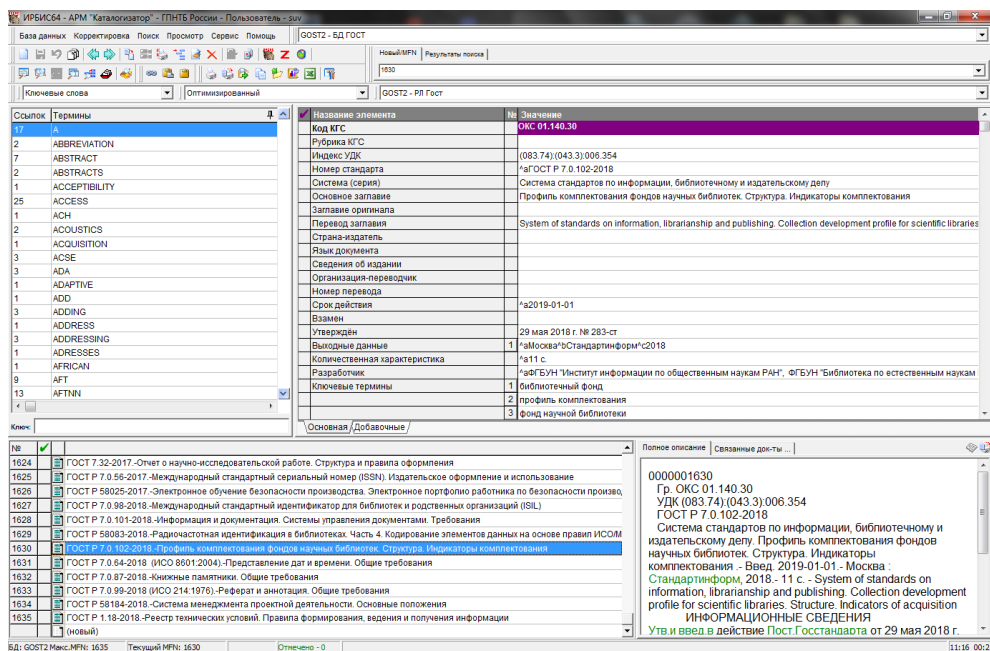 ИРБИС64 - АРМ "Каталогизатор" - ГПНТБ России - Пользователь - suv
База данных Корректировка Поиск Просмотр Сервис Помощь
GOST2 - БД ГОСТ
Новый/MFN Результаты поиска
1630
Ключевые слова Оптимизированный GOST2 - РЛ Гост
Ссылок Термины
17 A
2 ABBREVIATION
7 ABSTRACT
2 ABSTRACTS
1 ACCEPTIBILITY
25 ACCESS
1 ACH
2 ACOUSTICS
1 ACQUISITION
3 ACSE
3 ADA
1 ADAPTIVE
1 ADD
3 ADDING
1 ADDRESS
3 ADDRESSING
1 ADRESSES
1 AFRICAN
9 AFT
13 AFTNN
Ключ:
Название элемента № Значение
Код КГС ОКС 01.140.30
Рубрика КГС
Индекс УДК (083.74):(043.3):006.354
Номер стандарта ^aГОСТ Р 7.0.102-2018
Система (серия) Система стандартов по информации, библиотечному и издательскому делу
Основное заглавие Профиль комплектования фондов научных библиотек. Структура. Индикаторы комплектования
Заглавие оригинала
Перевод заглавия System of standards on information, librarianship and publishing. Collection development profile for scientific libraries
Страна-издатель
Язык документа
Сведения об издании
Организация-переводчик
Номер перевода
Срок действия ^a2019-01-01
Взамен
Утверждён 29 мая 2018 г. № 283-ст
Выходные данные 1 ^aМосква^bСтандартинформ^c2018
Количественная характеристика ^a11 с.
Разработчик ^aФГБУН "Институт информации по общественным наукам РАН", ФГБУН "Библиотека по естественным наукам
Ключевые термины 1 библиотечный фонд
2 профиль комплектования
3 фонд научной библиотеки
Основная Добавочные
№
1624 ГОСТ 7.32-2017.-Отчет о научно-исследовательской работе. Структура и правила оформления
1625 ГОСТ Р 7.0.56-2017.-Международный стандартный сериальный номер (ISSN). Издательское оформление и использование
1626 ГОСТ Р 58025-2017.-Электронное обучение безопасности производства. Электронное портфолио работника по безопасности произво,
1627 ГОСТ Р 7.0.98-2018.-Международный стандартный идентификатор для библиотек и родственных организаций (ISIL)
1628 ГОСТ Р 7.0.101-2018.-Информация и документация. Системы управления документами. Требования
1629 ГОСТ Р 58083-2018.-Радиочастотная идентификация в библиотеках. Часть 4. Кодирование элементов данных на основе правил ИСО/М
1630 ГОСТ Р 7.0.102-2018.-Профиль комплектования фондов научных библиотек. Структура. Индикаторы комплектования
1631 ГОСТ Р 7.0.64-2018 (ИСО 8601:2004).-Представление дат и времени. Общие требования
1632 ГОСТ Р 7.0.87-2018.-Книжные памятники. Общие требования
1633 ГОСТ Р 7.0.99-2018 (ИСО 214:1976).-Реферат и аннотация. Общие требования
1634 ГОСТ Р 58184-2018.-Система менеджмента проектной деятельности. Основные положения
1635 ГОСТ Р 1.18-2018.-Реестр технических условий. Правила формирования, ведения и получения информации
(новый)
Полное описание Связанные док-ты ...
0000001630
Гр. ОКС 01.140.30
УДК (083.74):(043.3):006.354
ГОСТ Р 7.0.102-2018
Система стандартов по информации, библиотечному и
издательскому делу. Профиль комплектования фондов
научных библиотек. Структура. Индикаторы
комплектования .- Введ. 2019-01-01.- Москва :
Стандартинформ, 2018.- 11 с. - System of standards on
information, librarianship and publishing. Collection development
profile for scientific libraries. Structure. Indicators of acquisition
ИНФОРМАЦИОННЫЕ СВЕДЕНИЯ
Утв.и введ.в действие Пост.Госстандарта от 29 мая 2018 г.
БД: GOST2 Макс.MFN: 1635 Текущий MFN: 1630 Отмечено - 0 11:16 00:2